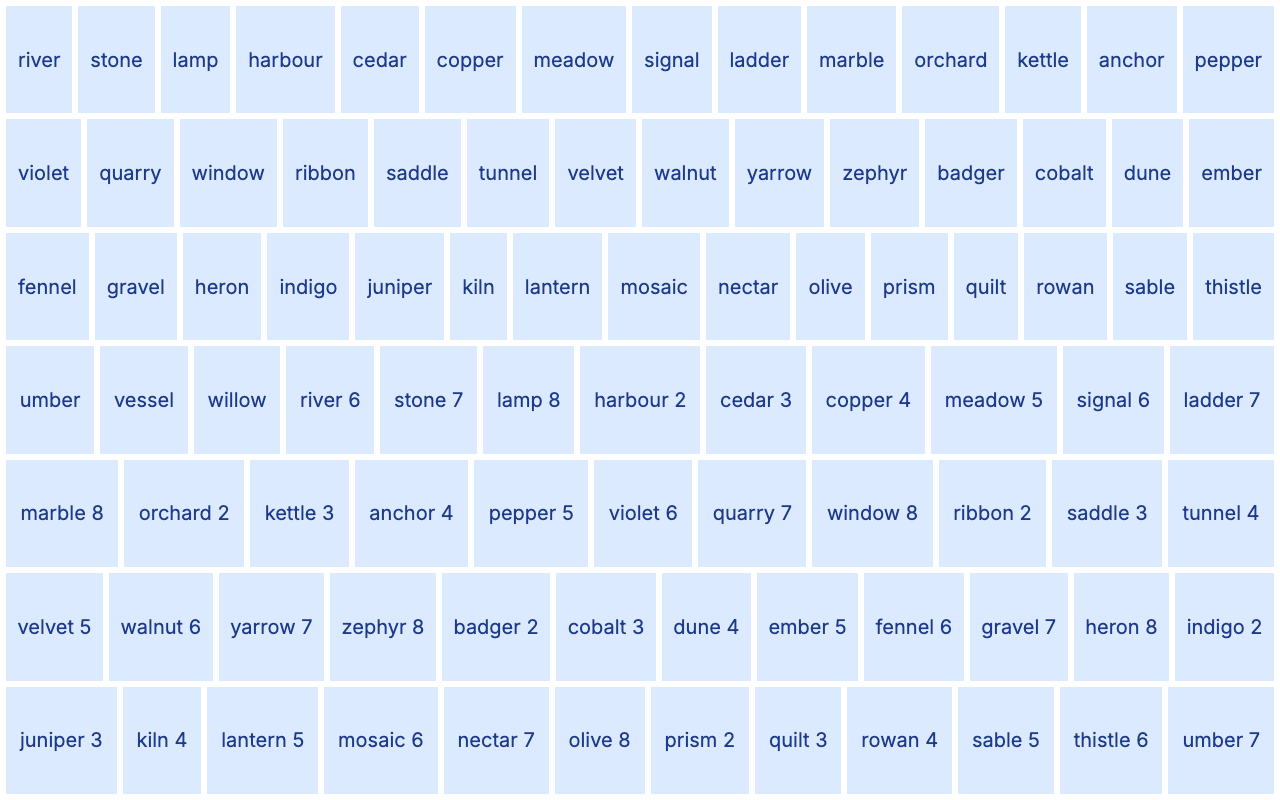 river stone lamp harbour cedar copper meadow signal ladder marble orchard kettle anchor pepper
violet quarry window ribbon saddle tunnel velvet walnut yarrow zephyr badger cobalt dune ember
fennel gravel heron indigo juniper kiln lantern mosaic nectar olive prism quilt rowan sable thistle
umber vessel willow river 6 stone 7 lamp 8 harbour 2 cedar 3 copper 4 meadow 5 signal 6 ladder 7
marble 8 orchard 2 kettle 3 anchor 4 pepper 5 violet 6 quarry 7 window 8 ribbon 2 saddle 3 tunnel 4
velvet 5 walnut 6 yarrow 7 zephyr 8 badger 2 cobalt 3 dune 4 ember 5 fennel 6 gravel 7 heron 8 indigo 2
juniper 3 kiln 4 lantern 5 mosaic 6 nectar 7 olive 8 prism 2 quilt 3 rowan 4 sable 5 thistle 6 umber 7